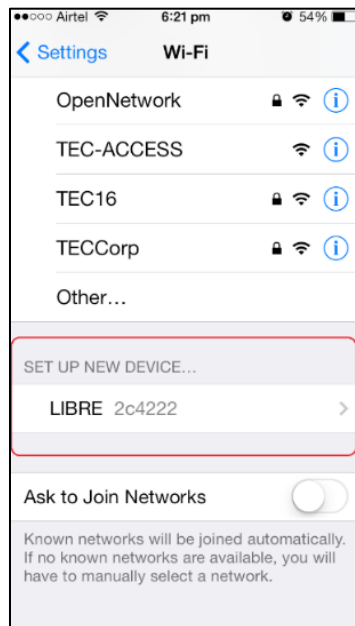 Airtel 6:21 pm 54%
Settings Wi-Fi
OpenNetwork
TEC-ACCESS
TEC16
TECCorp
Other...
SET UP NEW DEVICE...
LIBRE 2c4222
Ask to Join Networks
Known networks will be joined automatically.
If no known networks are available, you will
have to manually select a network.